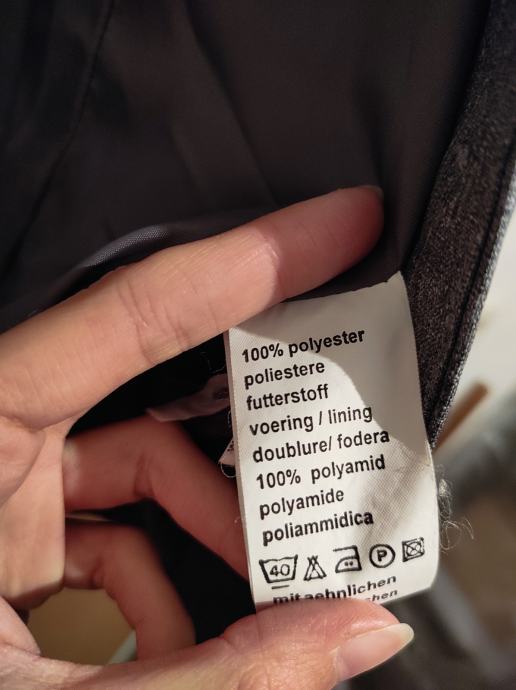 100% polyester
poliestere
futterstoff
voering / lining
doublure/ fodera
100% polyamid
polyamide
poliammidica
40 P
mit aehnlichen